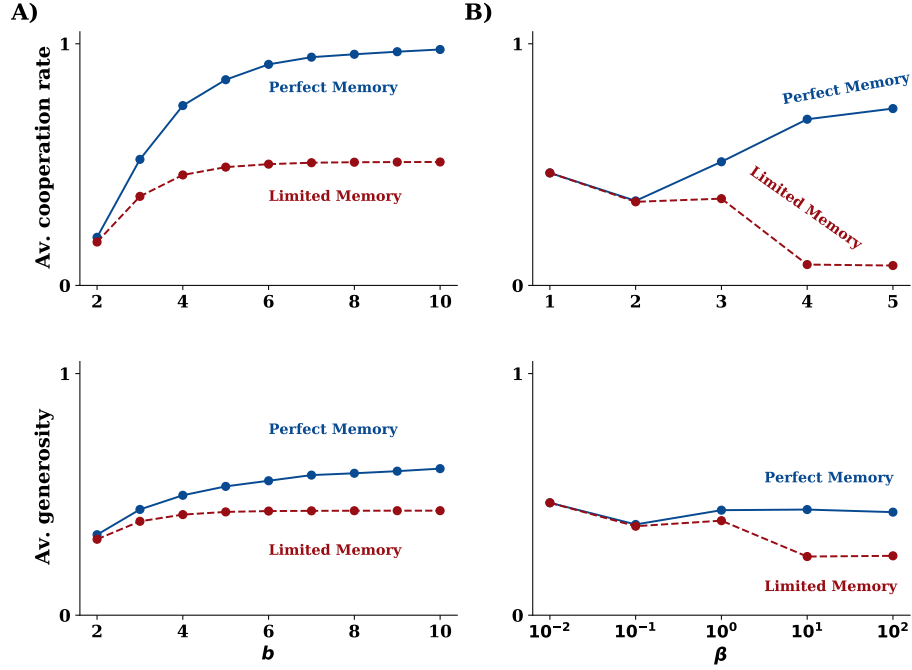 A)
B)
Av. cooperation rate
1
0
2
4
6
8
10
Perfect Memory
Limited Memory
1
0
1
2
3
4
5
Perfect Memory
Limited Memory
Av. generosity
1
0
2
4
6
8
10
b
Perfect Memory
Limited Memory
1
0
10⁻²
10⁻¹
10⁰
10¹
10²
β
Perfect Memory
Limited Memory